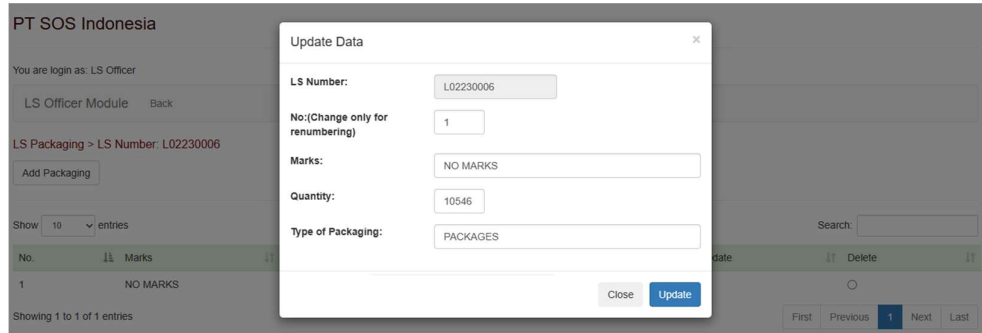 PT SOS Indonesia
You are login as: LS Officer
LS Officer Module Back
LS Packaging > LS Number: L02230006
Add Packaging
Show 10 entries
Search:
No. Marks date Delete
1 NO MARKS
Showing 1 to 1 of 1 entries
First Previous 1 Next Last
Update Data ×
LS Number: L02230006
No:(Change only for
renumbering) 1
Marks: NO MARKS
Quantity: 10546
Type of Packaging: PACKAGES
Close Update